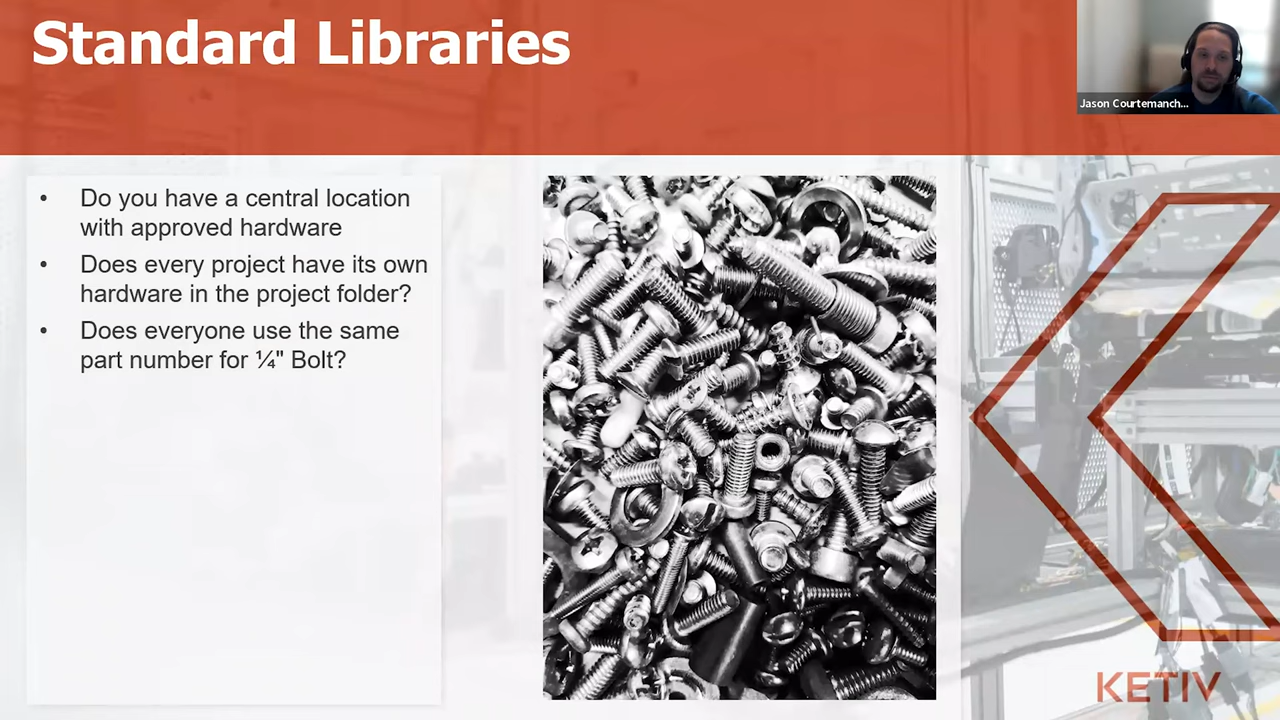 Standard Libraries
Jason Courtemanch...
• Do you have a central location
with approved hardware
• Does every project have its own
hardware in the project folder?
• Does everyone use the same
part number for ¼" Bolt?
KETIV